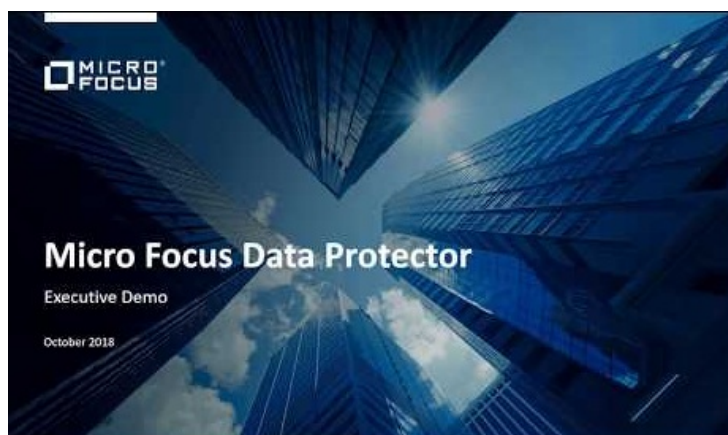 MICRO®
FOCUS
Micro Focus Data Protector
Executive Demo
October 2018